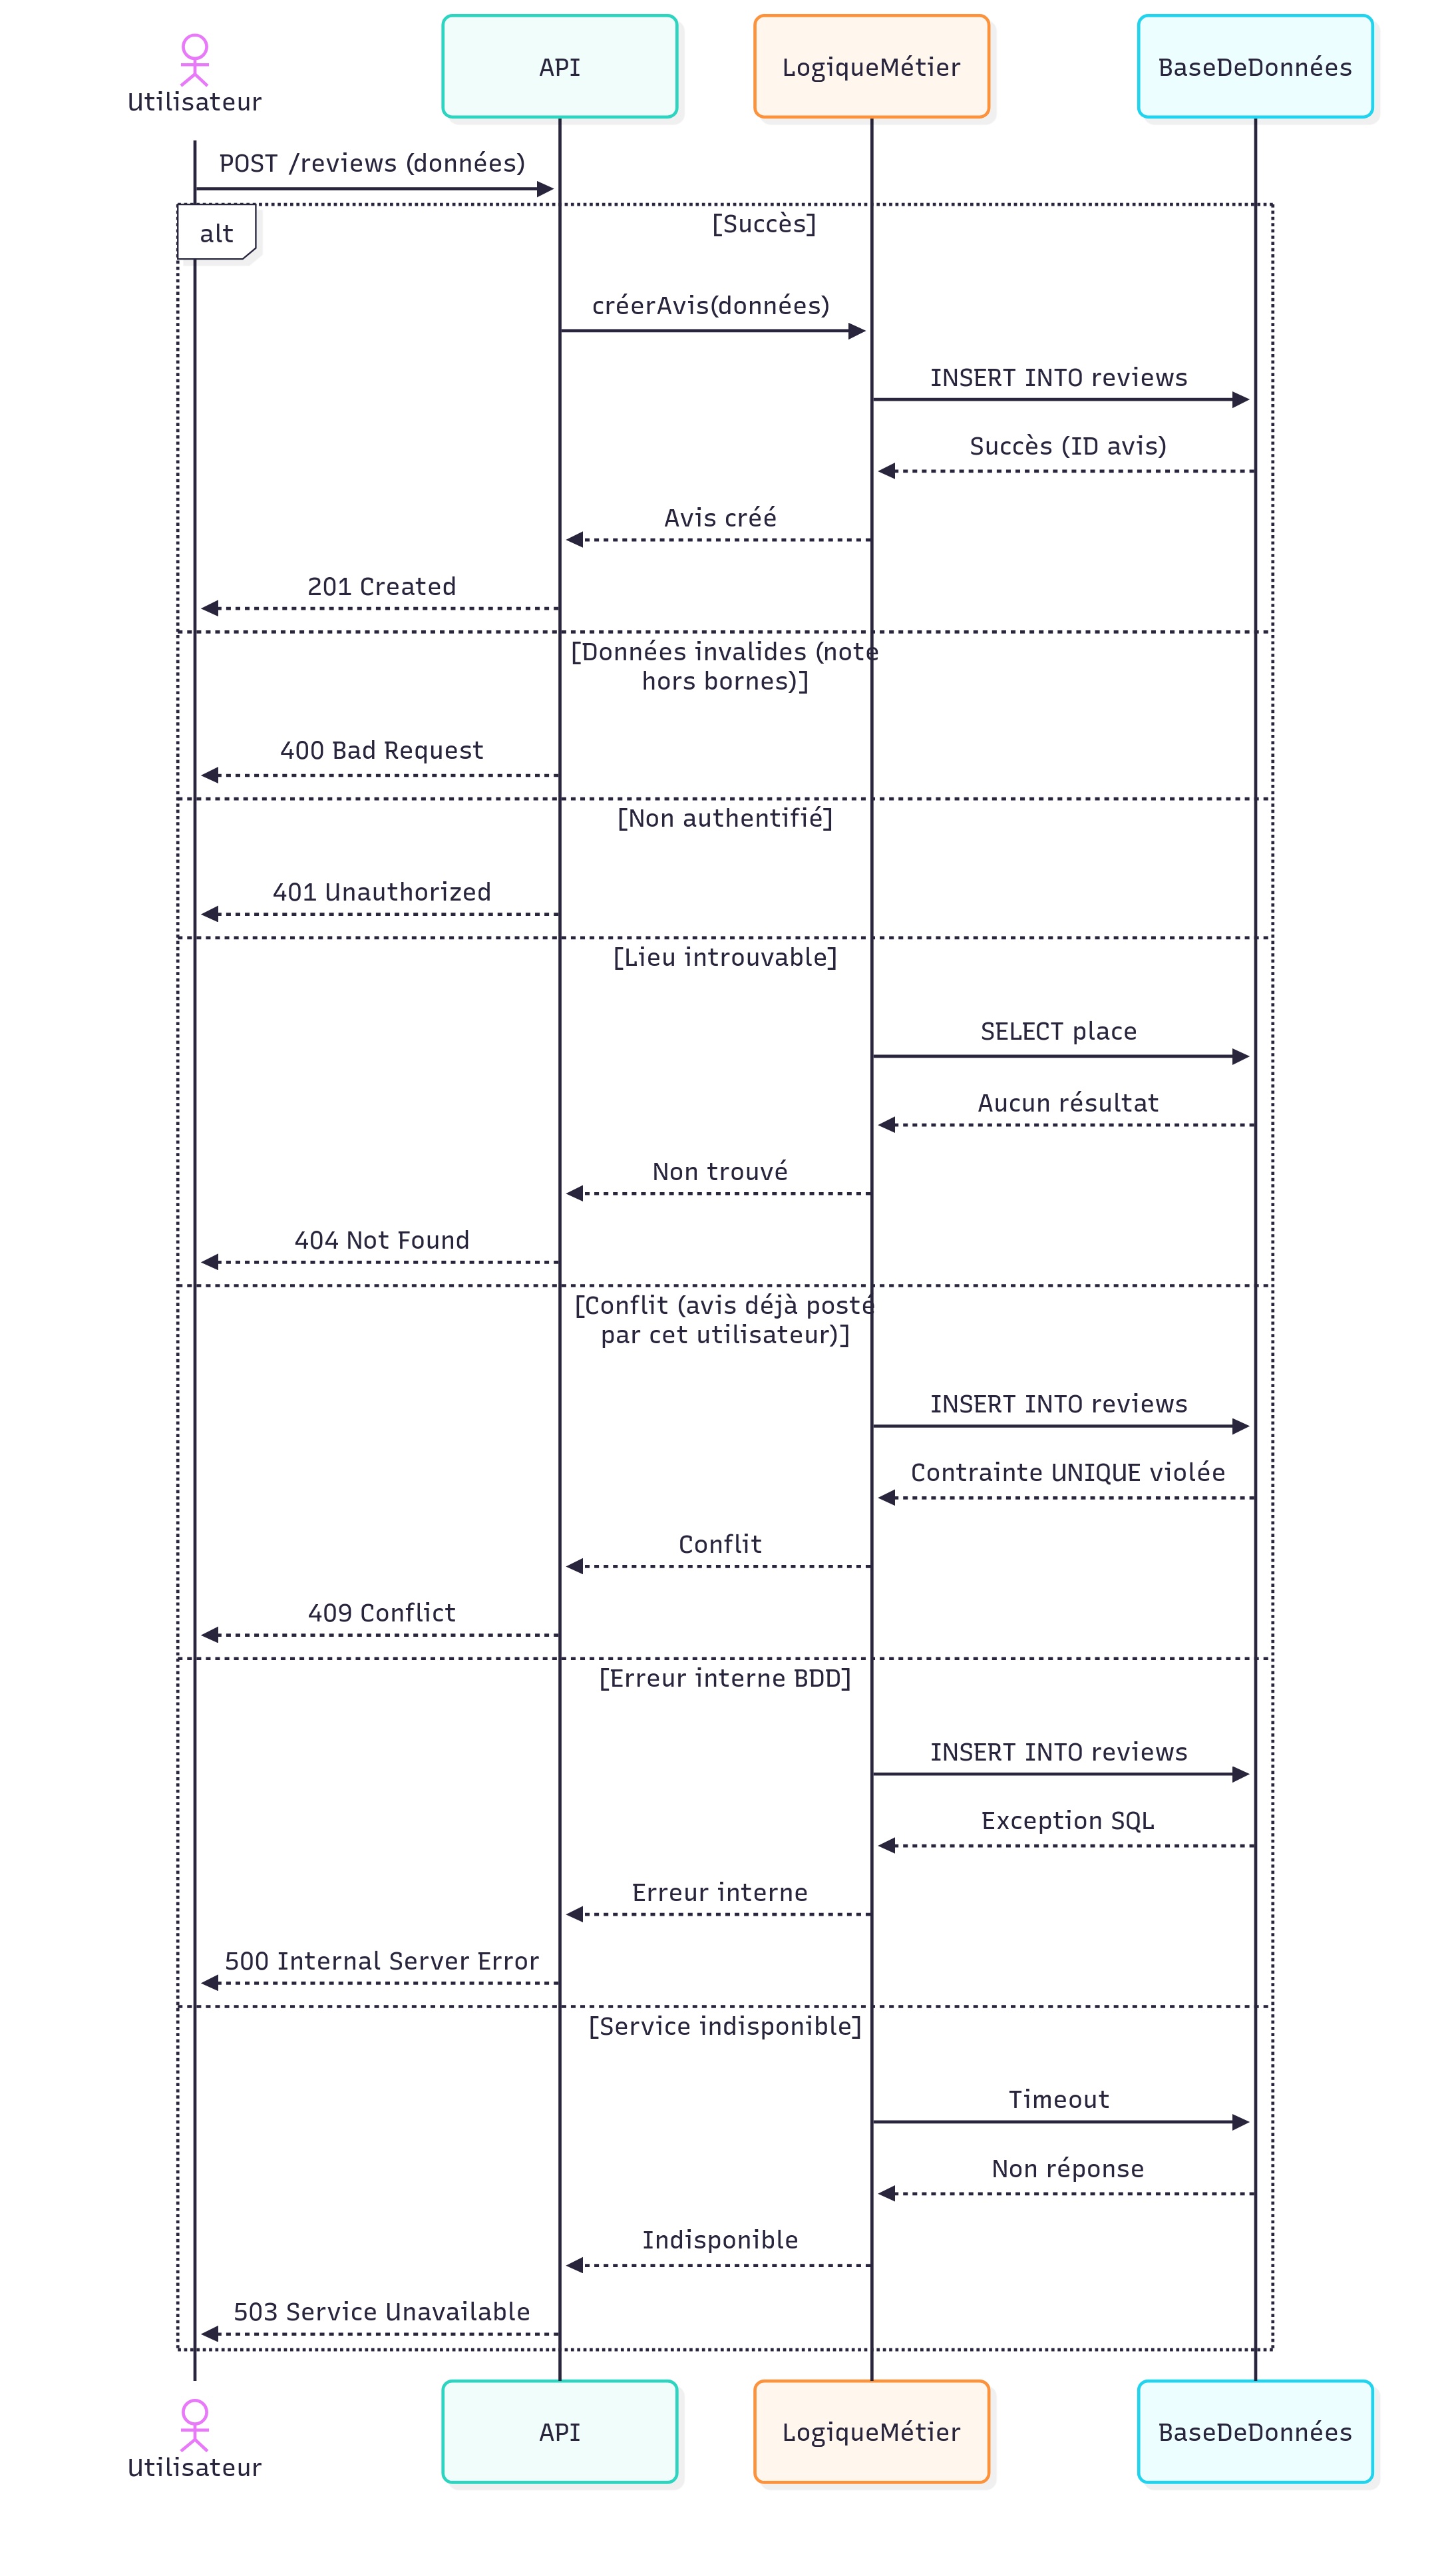 Utilisateur
API
LogiqueMétier
BaseDeDonnées
POST /reviews (données)
alt
[Succès]
créerAvis(données)
INSERT INTO reviews
Succès (ID avis)
Avis créé
201 Created
[Données invalides (note
hors bornes)]
400 Bad Request
[Non authentifié]
401 Unauthorized
[Lieu introuvable]
SELECT place
Aucun résultat
Non trouvé
404 Not Found
[Conflit (avis déjà posté
par cet utilisateur)]
INSERT INTO reviews
Contrainte UNIQUE violée
Conflit
409 Conflict
[Erreur interne BDD]
INSERT INTO reviews
Exception SQL
Erreur interne
500 Internal Server Error
[Service indisponible]
Timeout
Non réponse
Indisponible
503 Service Unavailable
Utilisateur
API
LogiqueMétier
BaseDeDonnées